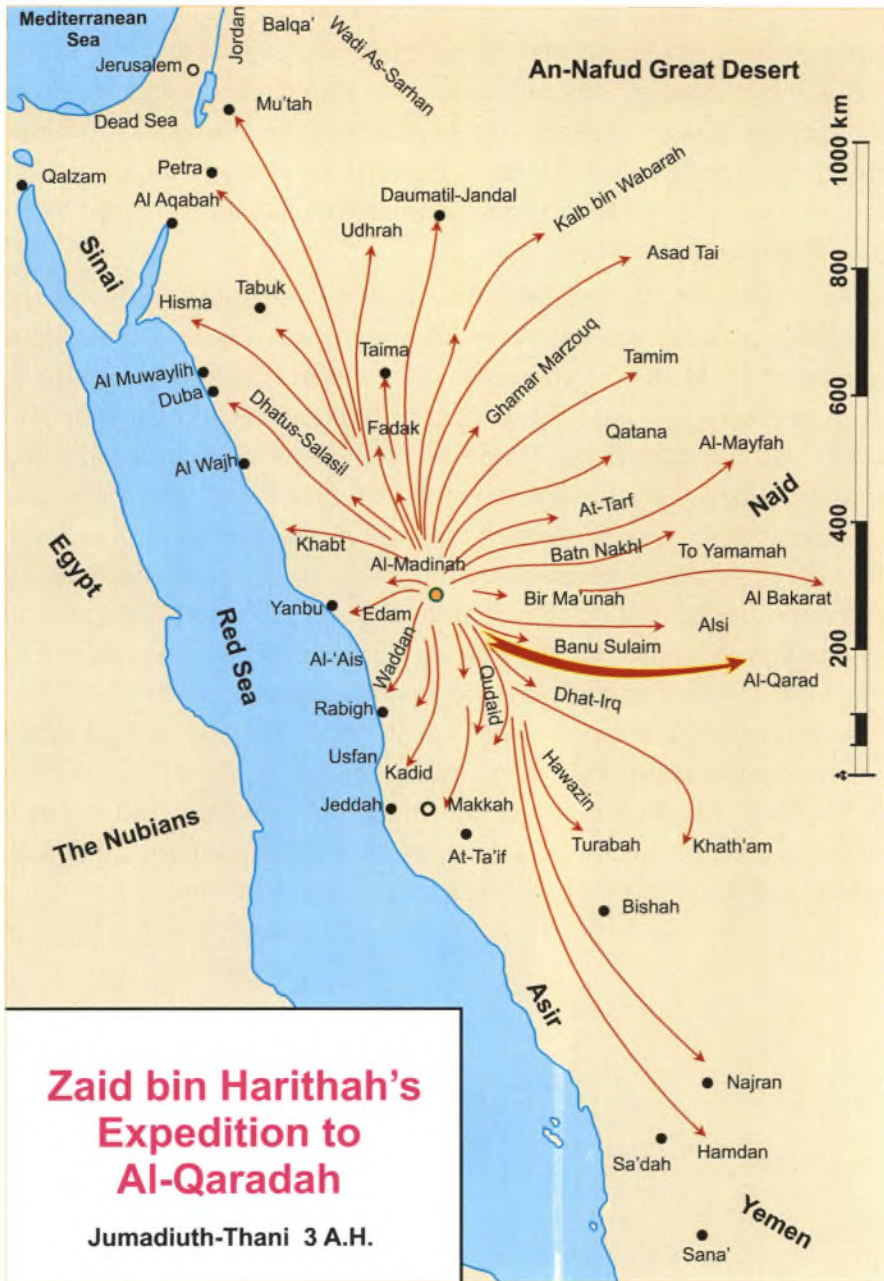 Mediterranean
Sea
Jordan
Balqa'
Wadi As-Sarhan
Jerusalem
An-Nafud Great Desert
Dead Sea
Mu'tah
Qalzam
Petra
Al Aqabah
Daumatil-Jandal
Kalb bin Wabarah
Udhrah
Asad Tai
Sinai
Hisma
Tabuk
Taima
Ghamar Marzouq
Tamim
Al Muwaylih
Duba
Dhatus-Salasil
Fadak
Qatana
Al-Mayfah
Al Wajh
At-Tarf
Najd
Egypt
Khabt
Al-Madinah
Batn Nakhl
To Yamamah
Red Sea
Yanbu
Edam
Bir Ma'unah
Al Bakarat
Alsi
Banu Sulaim
Al-'Ais
Waddan
Qudaid
Dhat-Irq
Al-Qarad
Rabigh
Usfan
Kadid
Hawazin
Jeddah
Makkah
The Nubians
At-Ta'if
Turabah
Khath'am
Bishah
Asir
Najran
Sa'dah
Hamdan
Yemen
Sana'
1000 km
800
600
400
200
Zaid bin Harithah's
Expedition to
Al-Qaradah
Jumadiuth-Thani 3 A.H.